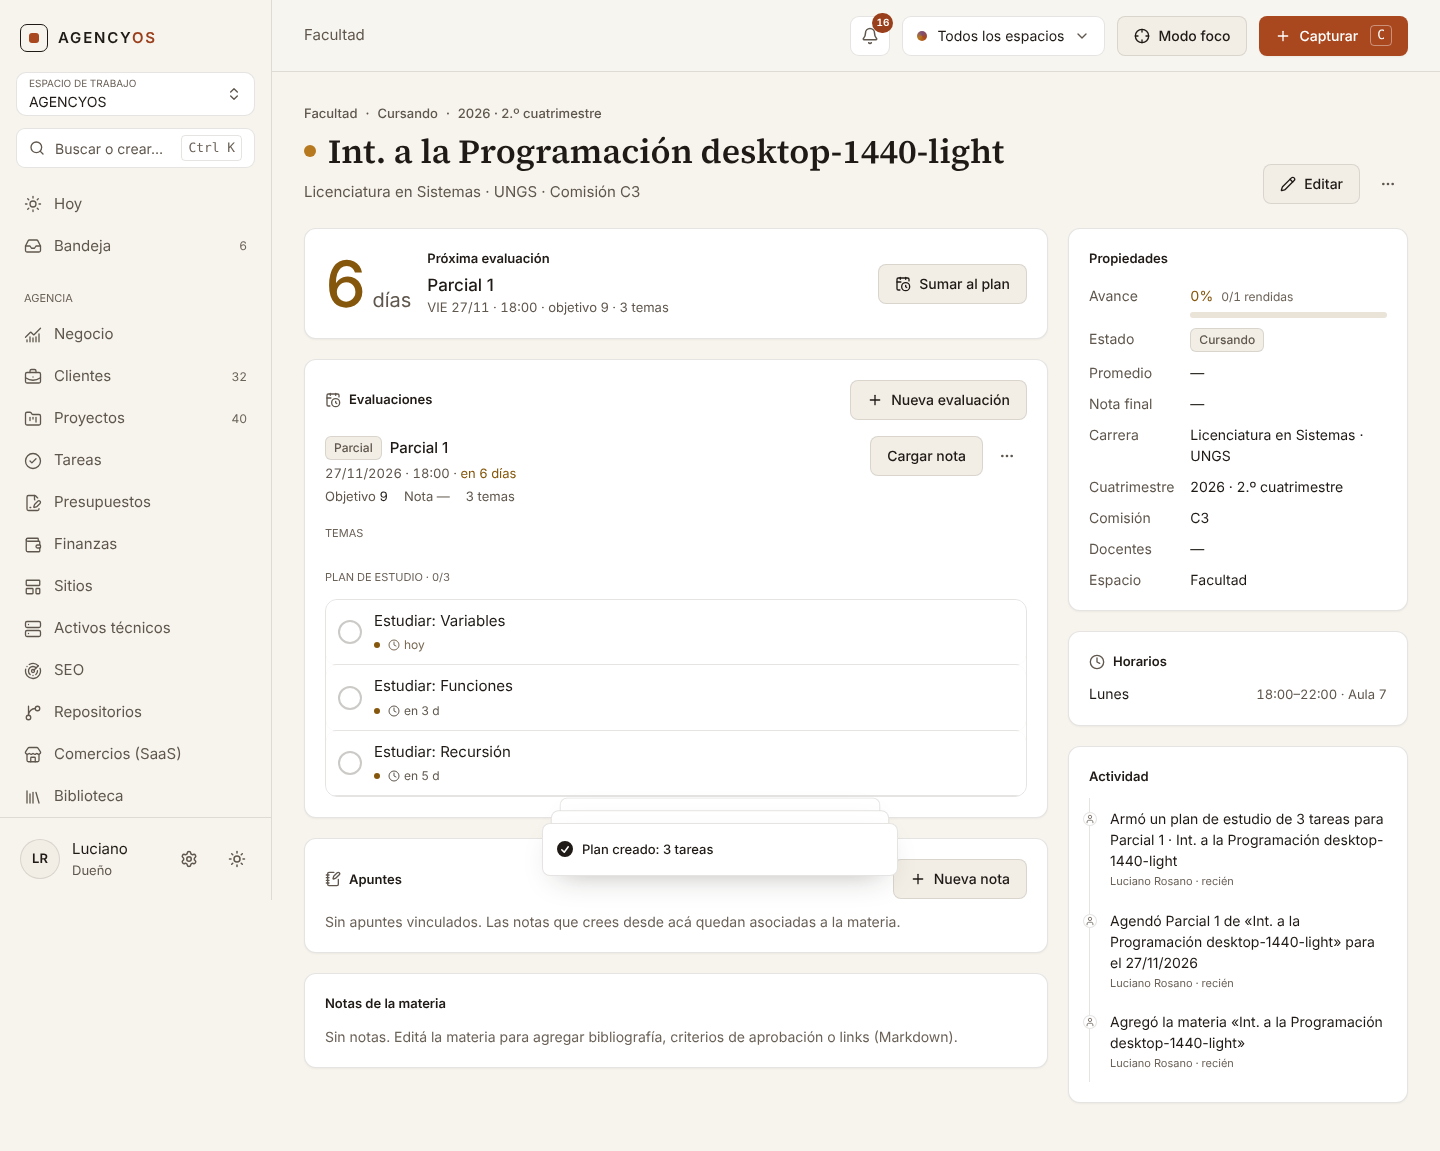 AGENCYOS
ESPACIO DE TRABAJO
AGENCYOS
Buscar o crear... Ctrl K
Hoy
Bandeja 6
AGENCIA
Negocio
Clientes 32
Proyectos 40
Tareas
Presupuestos
Finanzas
Sitios
Activos técnicos
SEO
Repositorios
Comercios (SaaS)
Biblioteca
LR
Luciano
Dueño
Facultad
16
Todos los espacios
Modo foco
Capturar C
Facultad · Cursando · 2026 · 2.º cuatrimestre
Int. a la Programación desktop-1440-light
Licenciatura en Sistemas · UNGS · Comisión C3
Editar
6 días
Próxima evaluación
Parcial 1
VIE 27/11 · 18:00 · objetivo 9 · 3 temas
Sumar al plan
Evaluaciones
Nueva evaluación
Parcial Parcial 1
27/11/2026 · 18:00 · en 6 días
Objetivo 9 Nota — 3 temas
Cargar nota
TEMAS
PLAN DE ESTUDIO · 0/3
Estudiar: Variables
hoy
Estudiar: Funciones
en 3 d
Estudiar: Recursión
en 5 d
Plan creado: 3 tareas
Apuntes
Nueva nota
Sin apuntes vinculados. Las notas que crees desde acá quedan asociadas a la materia.
Notas de la materia
Sin notas. Editá la materia para agregar bibliografía, criterios de aprobación o links (Markdown).
Propiedades
Avance 0% 0/1 rendidas
Estado Cursando
Promedio —
Nota final —
Carrera Licenciatura en Sistemas ·
UNGS
Cuatrimestre 2026 · 2.º cuatrimestre
Comisión C3
Docentes —
Espacio Facultad
Horarios
Lunes 18:00–22:00 · Aula 7
Actividad
Armó un plan de estudio de 3 tareas para
Parcial 1 · Int. a la Programación desktop-
1440-light
Luciano Rosano · recién
Agendó Parcial 1 de «Int. a la
Programación desktop-1440-light» para
el 27/11/2026
Luciano Rosano · recién
Agregó la materia «Int. a la Programación
desktop-1440-light»
Luciano Rosano · recién